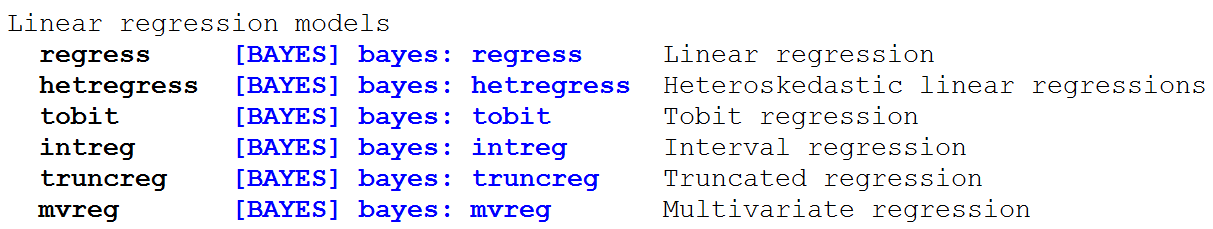 Linear regression models
regress [BAYES] bayes: regress Linear regression
hetregress [BAYES] bayes: hetregress Heteroskedastic linear regressions
tobit [BAYES] bayes: tobit Tobit regression
intreg [BAYES] bayes: intreg Interval regression
truncreg [BAYES] bayes: truncreg Truncated regression
mvreg [BAYES] bayes: mvreg Multivariate regression